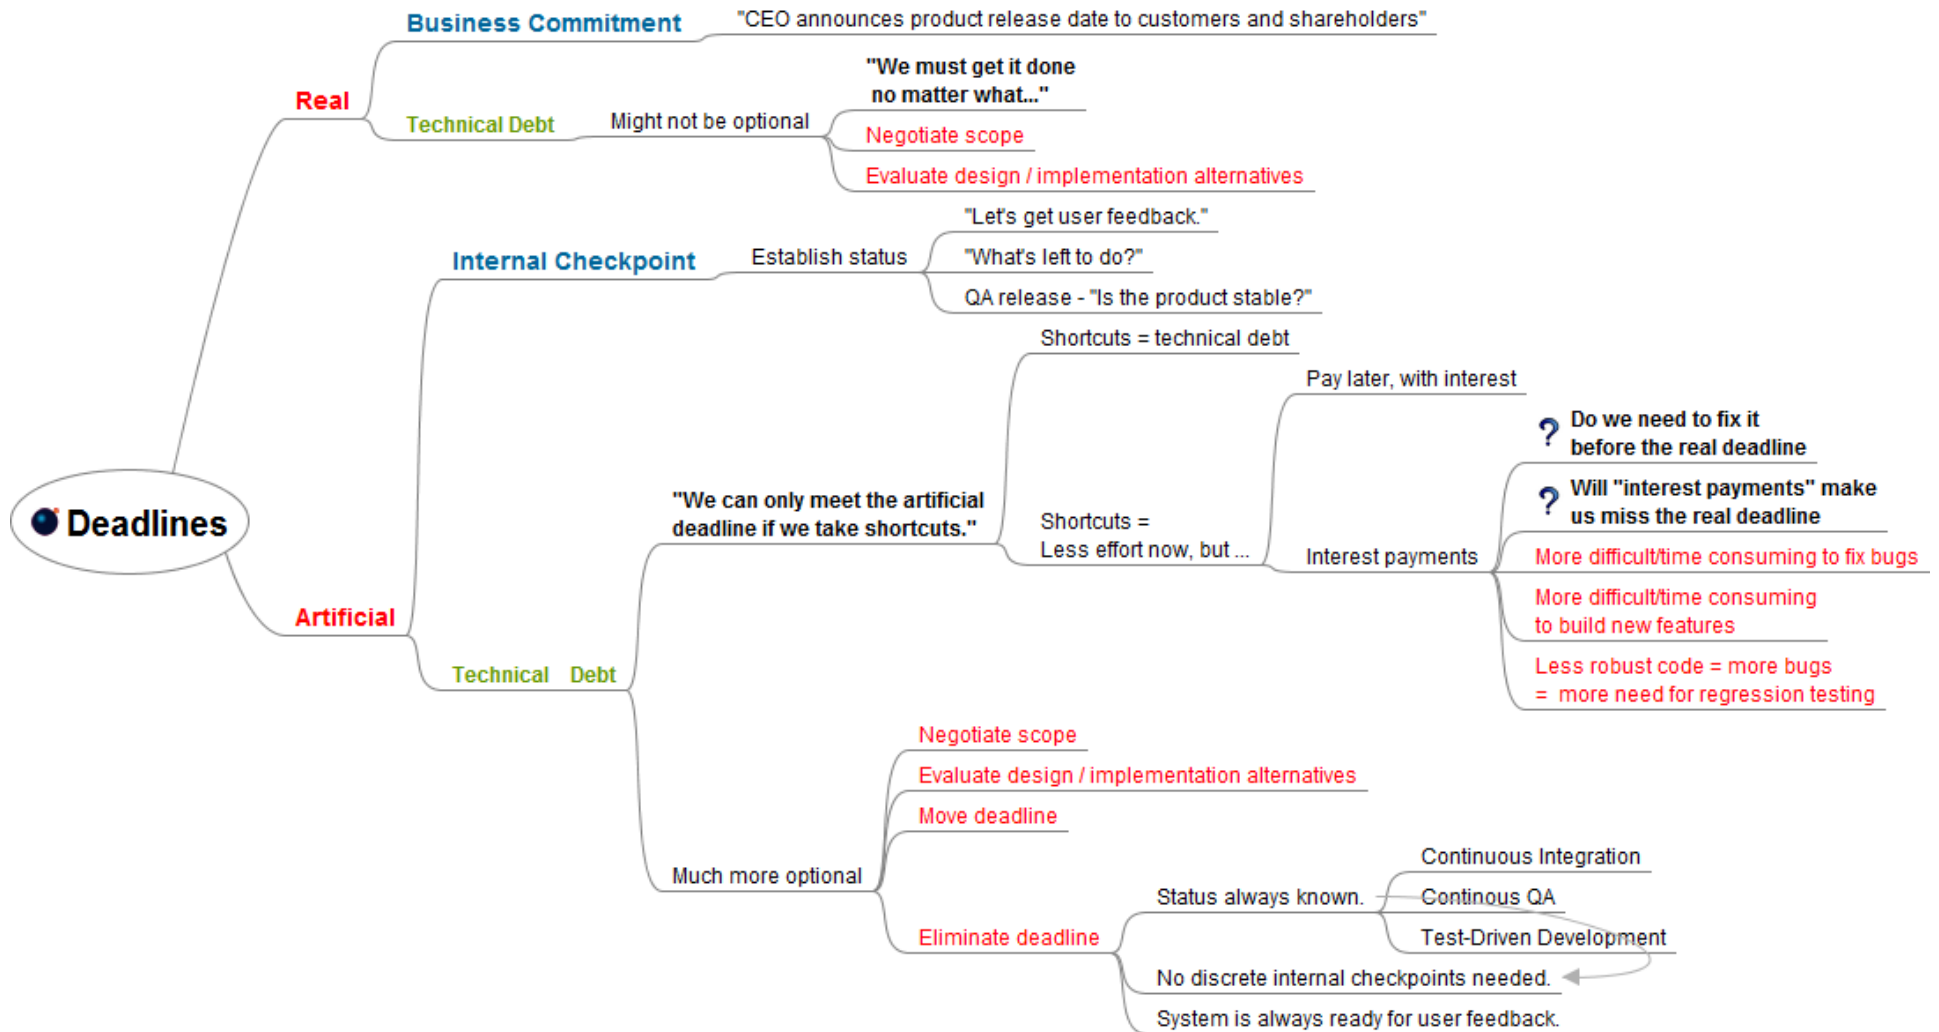 Business Commitment
"CEO announces product release date to customers and shareholders"
"We must get it done
no matter what..."
Real
Technical Debt
Might not be optional
Negotiate scope
Evaluate design / implementation alternatives
"Let's get user feedback."
Internal Checkpoint
Establish status
"What's left to do?"
QA release - "Is the product stable?"
Shortcuts = technical debt
Pay later, with interest
? Do we need to fix it
before the real deadline
? Will "interest payments" make
us miss the real deadline
"We can only meet the artificial
deadline if we take shortcuts."
Shortcuts =
Less effort now, but ...
Interest payments
More difficult/time consuming to fix bugs
More difficult/time consuming
to build new features
Less robust code = more bugs
= more need for regression testing
Deadlines
Artificial
Technical Debt
Negotiate scope
Evaluate design / implementation alternatives
Move deadline
Much more optional
Eliminate deadline
Status always known.
Continuous Integration
Continous QA
Test-Driven Development
No discrete internal checkpoints needed.
System is always ready for user feedback.